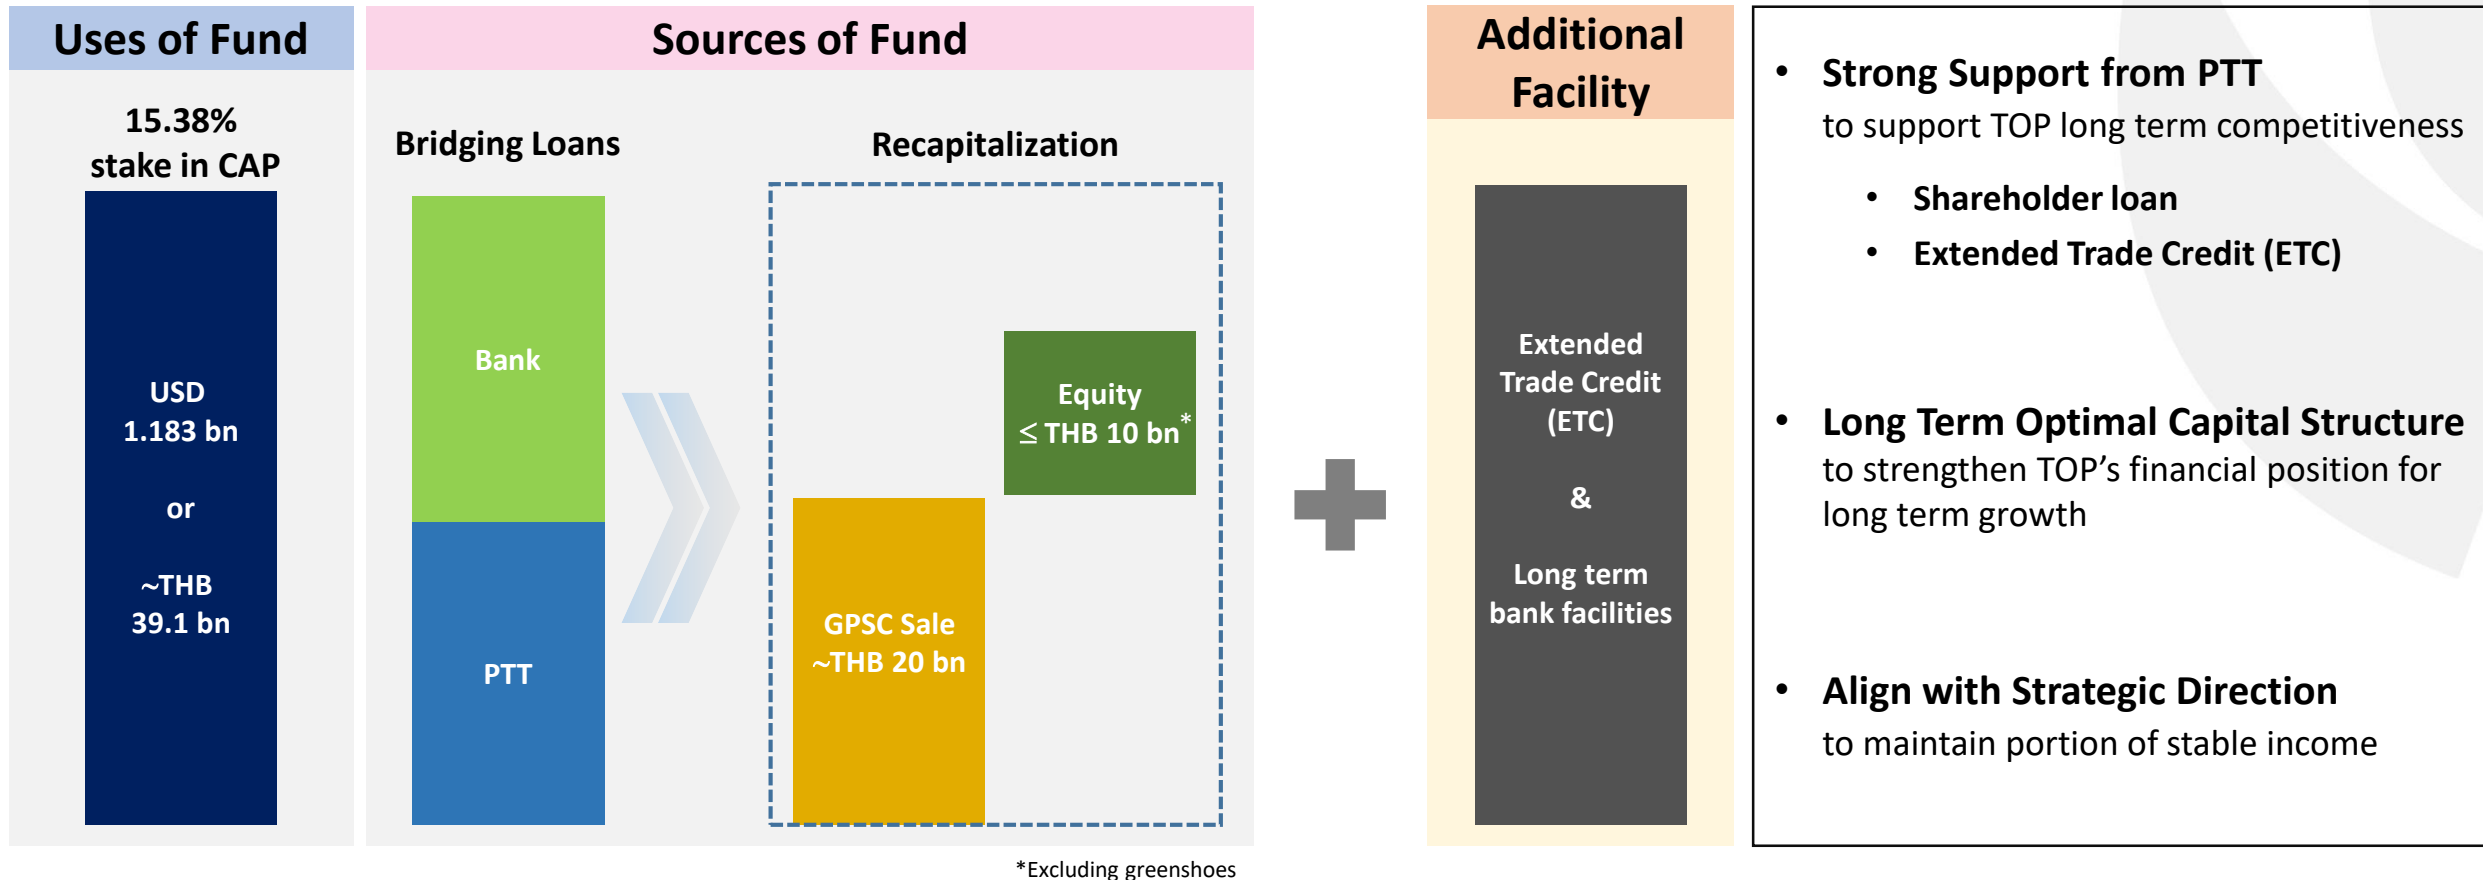 Uses of Fund
15.38%
stake in CAP
USD
1.183 bn
or
~THB
39.1 bn
Sources of Fund
Bridging Loans
Bank
PTT
Recapitalization
Equity
≤ THB 10 bn*
GPSC Sale
~THB 20 bn
*Excluding greenshoes
Additional
Facility
Extended
Trade Credit
(ETC)
&
Long term
bank facilities
• Strong Support from PTT
to support TOP long term competitiveness
• Shareholder loan
• Extended Trade Credit (ETC)
• Long Term Optimal Capital Structure
to strengthen TOP’s financial position for
long term growth
• Align with Strategic Direction
to maintain portion of stable income